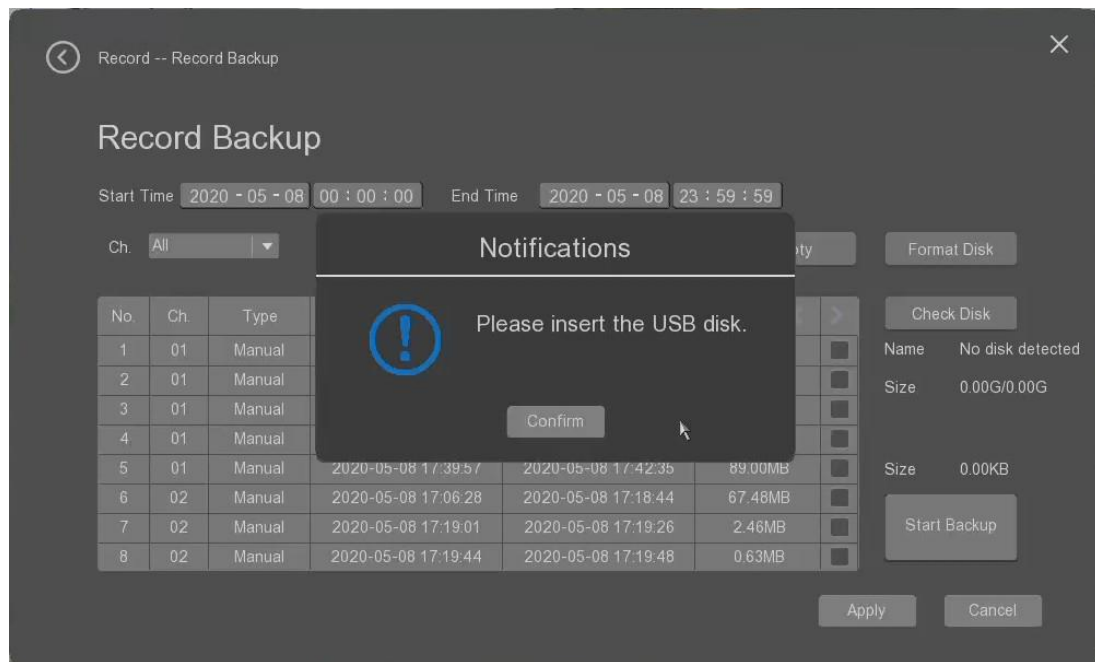 Record -- Record Backup
Record Backup
Start Time 2020 - 05 - 08 00 : 00 : 00 End Time 2020 - 05 - 08 23 : 59 : 59
Ch. All
Format Disk
Notifications
Please insert the USB disk.
Confirm
No. Ch. Type
Check Disk
1 01 Manual
Name No disk detected
2 01 Manual
Size 0.00G/0.00G
3 01 Manual
4 01 Manual
5 01 Manual 2020-05-08 17:39:57 2020-05-08 17:42:35 89.00MB
Size 0.00KB
6 02 Manual 2020-05-08 17:06:28 2020-05-08 17:18:44 67.48MB
7 02 Manual 2020-05-08 17:19:01 2020-05-08 17:19:26 2.46MB
Start Backup
8 02 Manual 2020-05-08 17:19:44 2020-05-08 17:19:48 0.63MB
Apply Cancel